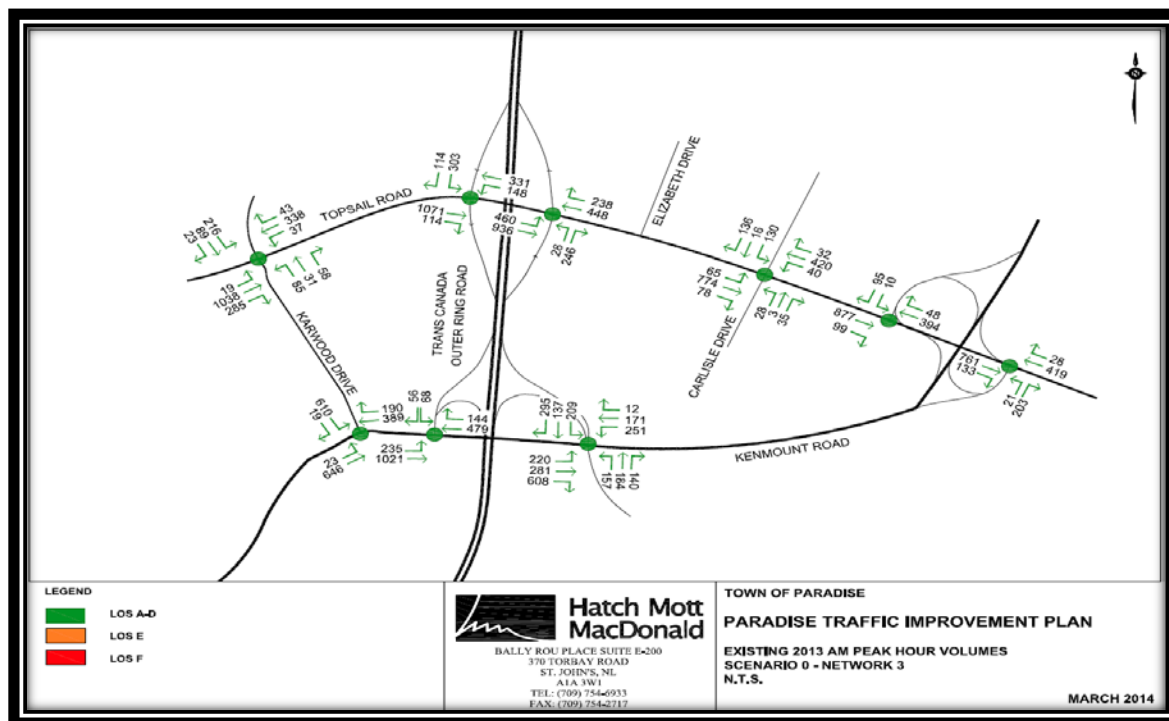 114
303
331
148
1071
114
460
936
238
448
28
246
TOPSAIL ROAD
43
338
37
216
89
23
19
1038
285
85
31
58
KARWOOD DRIVE
TRANS CANADA
OUTER RING ROAD
ELIZABETH DRIVE
CARLISLE DRIVE
136
16
130
32
420
40
65
774
78
28
3
35
95
10
48
394
877
99
761
133
28
419
21
203
610
19
190
389
23
646
56
68
144
479
235
1021
295
137
209
12
171
251
220
281
608
157
164
140
KENMOUNT ROAD
LEGEND
LOS A-D
LOS E
LOS F
Hatch Mott
MacDonald
BALLY ROU PLACE SUITE E-200
370 TORBAY ROAD
ST. JOHN'S, NL
A1A 3W1
TEL: (709) 754-6933
FAX: (709) 754-2717
TOWN OF PARADISE
PARADISE TRAFFIC IMPROVEMENT PLAN
EXISTING 2013 AM PEAK HOUR VOLUMES
SCENARIO 0 - NETWORK 3
N.T.S.
MARCH 2014